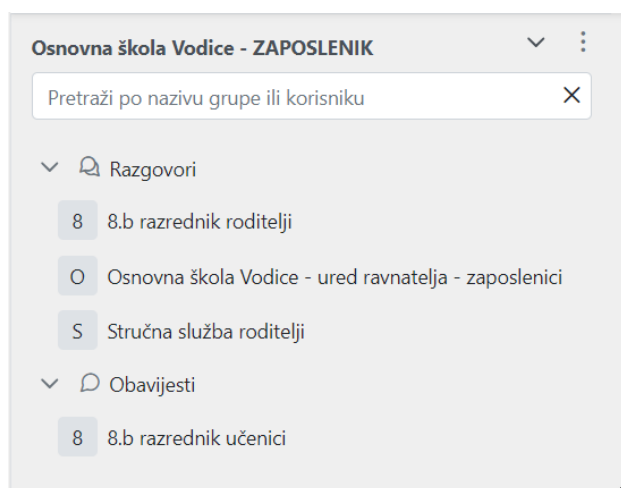 Osnovna škola Vodice - ZAPOSLENIK
Pretraži po nazivu grupe ili korisniku
Razgovori
8 8.b razrednik roditelji
O Osnovna škola Vodice - ured ravnatelja - zaposlenici
S Stručna služba roditelji
Obavijesti
8 8.b razrednik učenici